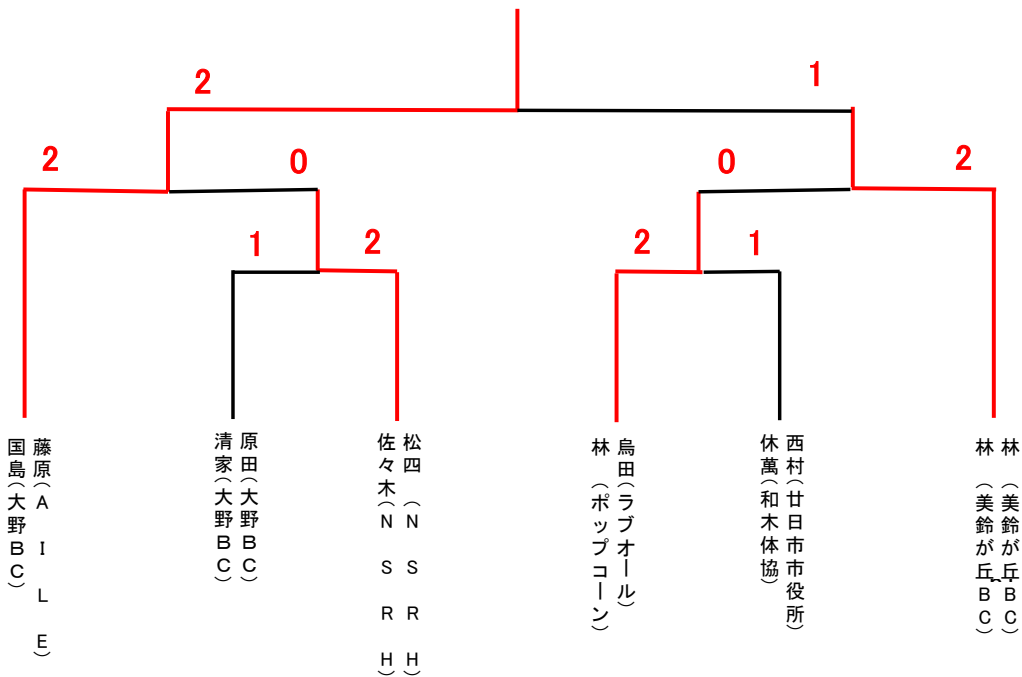 2
1
2
0
0
2
1
2
2
1
藤原(AILE)
国島(大野BC)
原田(大野BC)
清家(大野BC)
松四 (NSRH)
佐々木(NSRH)
烏田(ラブオール)
林 (ポップコーン)
西村(廿日市市役所)
休萬(和木体協)
林 (美鈴が丘BC)
林 (美鈴が丘BC)